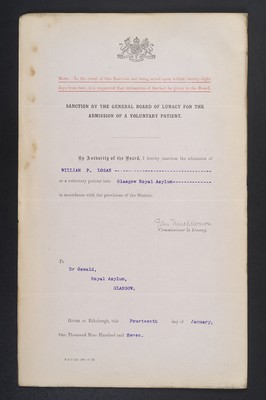 NOTE.—In the event of this Sanction not being acted upon within twenty-eight
days from date, it is requested that intimation of the fact be given to the Board.
SANCTION BY THE GENERAL BOARD OF LUNACY FOR THE
ADMISSION OF A VOLUNTARY PATIENT.
By Authority of the Board, I hereby sanction the admission of
WILLIAM P. LOGAN
as a voluntary patient into Glasgow Royal Asylum
in accordance with the provisions of the Statute.
Commissioner in Lunacy.
To
Dr Oswald,
Royal Asylum,
GLASGOW.
GIVEN at Edinburgh, this Fourteenth day of January,
One Thousand Nine Hundred and Seven.